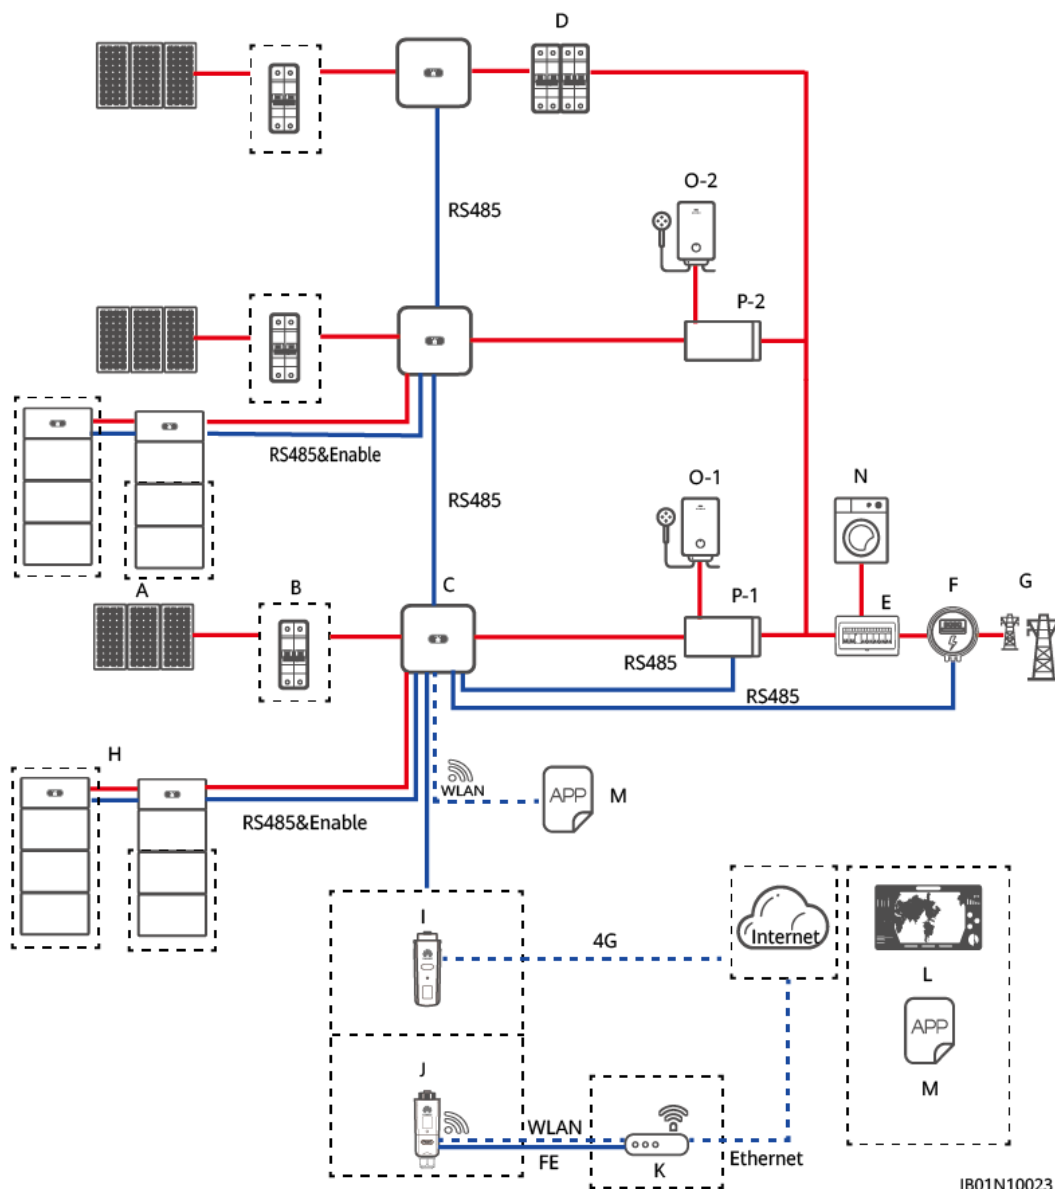 D
O-2
RS485
P-2
RS485&Enable
O-1
N
RS485
A
B
C
P-1
E
F
G
RS485
RS485
H
WLAN
APP
M
RS485&Enable
I
4G
Internet
L
APP
J
M
WLAN
FE
K
Ethernet
IB01N10023